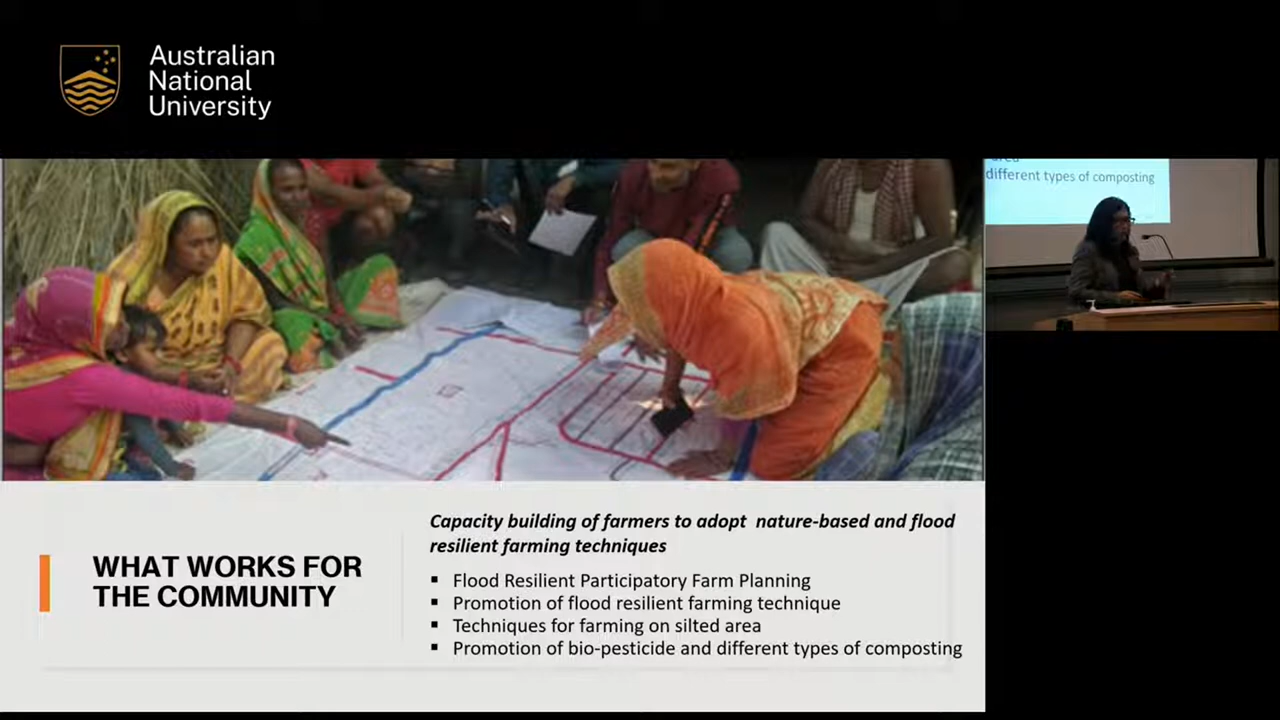 Australian
National
University
area
different types of composting
WHAT WORKS FOR
THE COMMUNITY
Capacity building of farmers to adopt nature-based and flood
resilient farming techniques
▪ Flood Resilient Participatory Farm Planning
▪ Promotion of flood resilient farming technique
▪ Techniques for farming on silted area
▪ Promotion of bio-pesticide and different types of composting